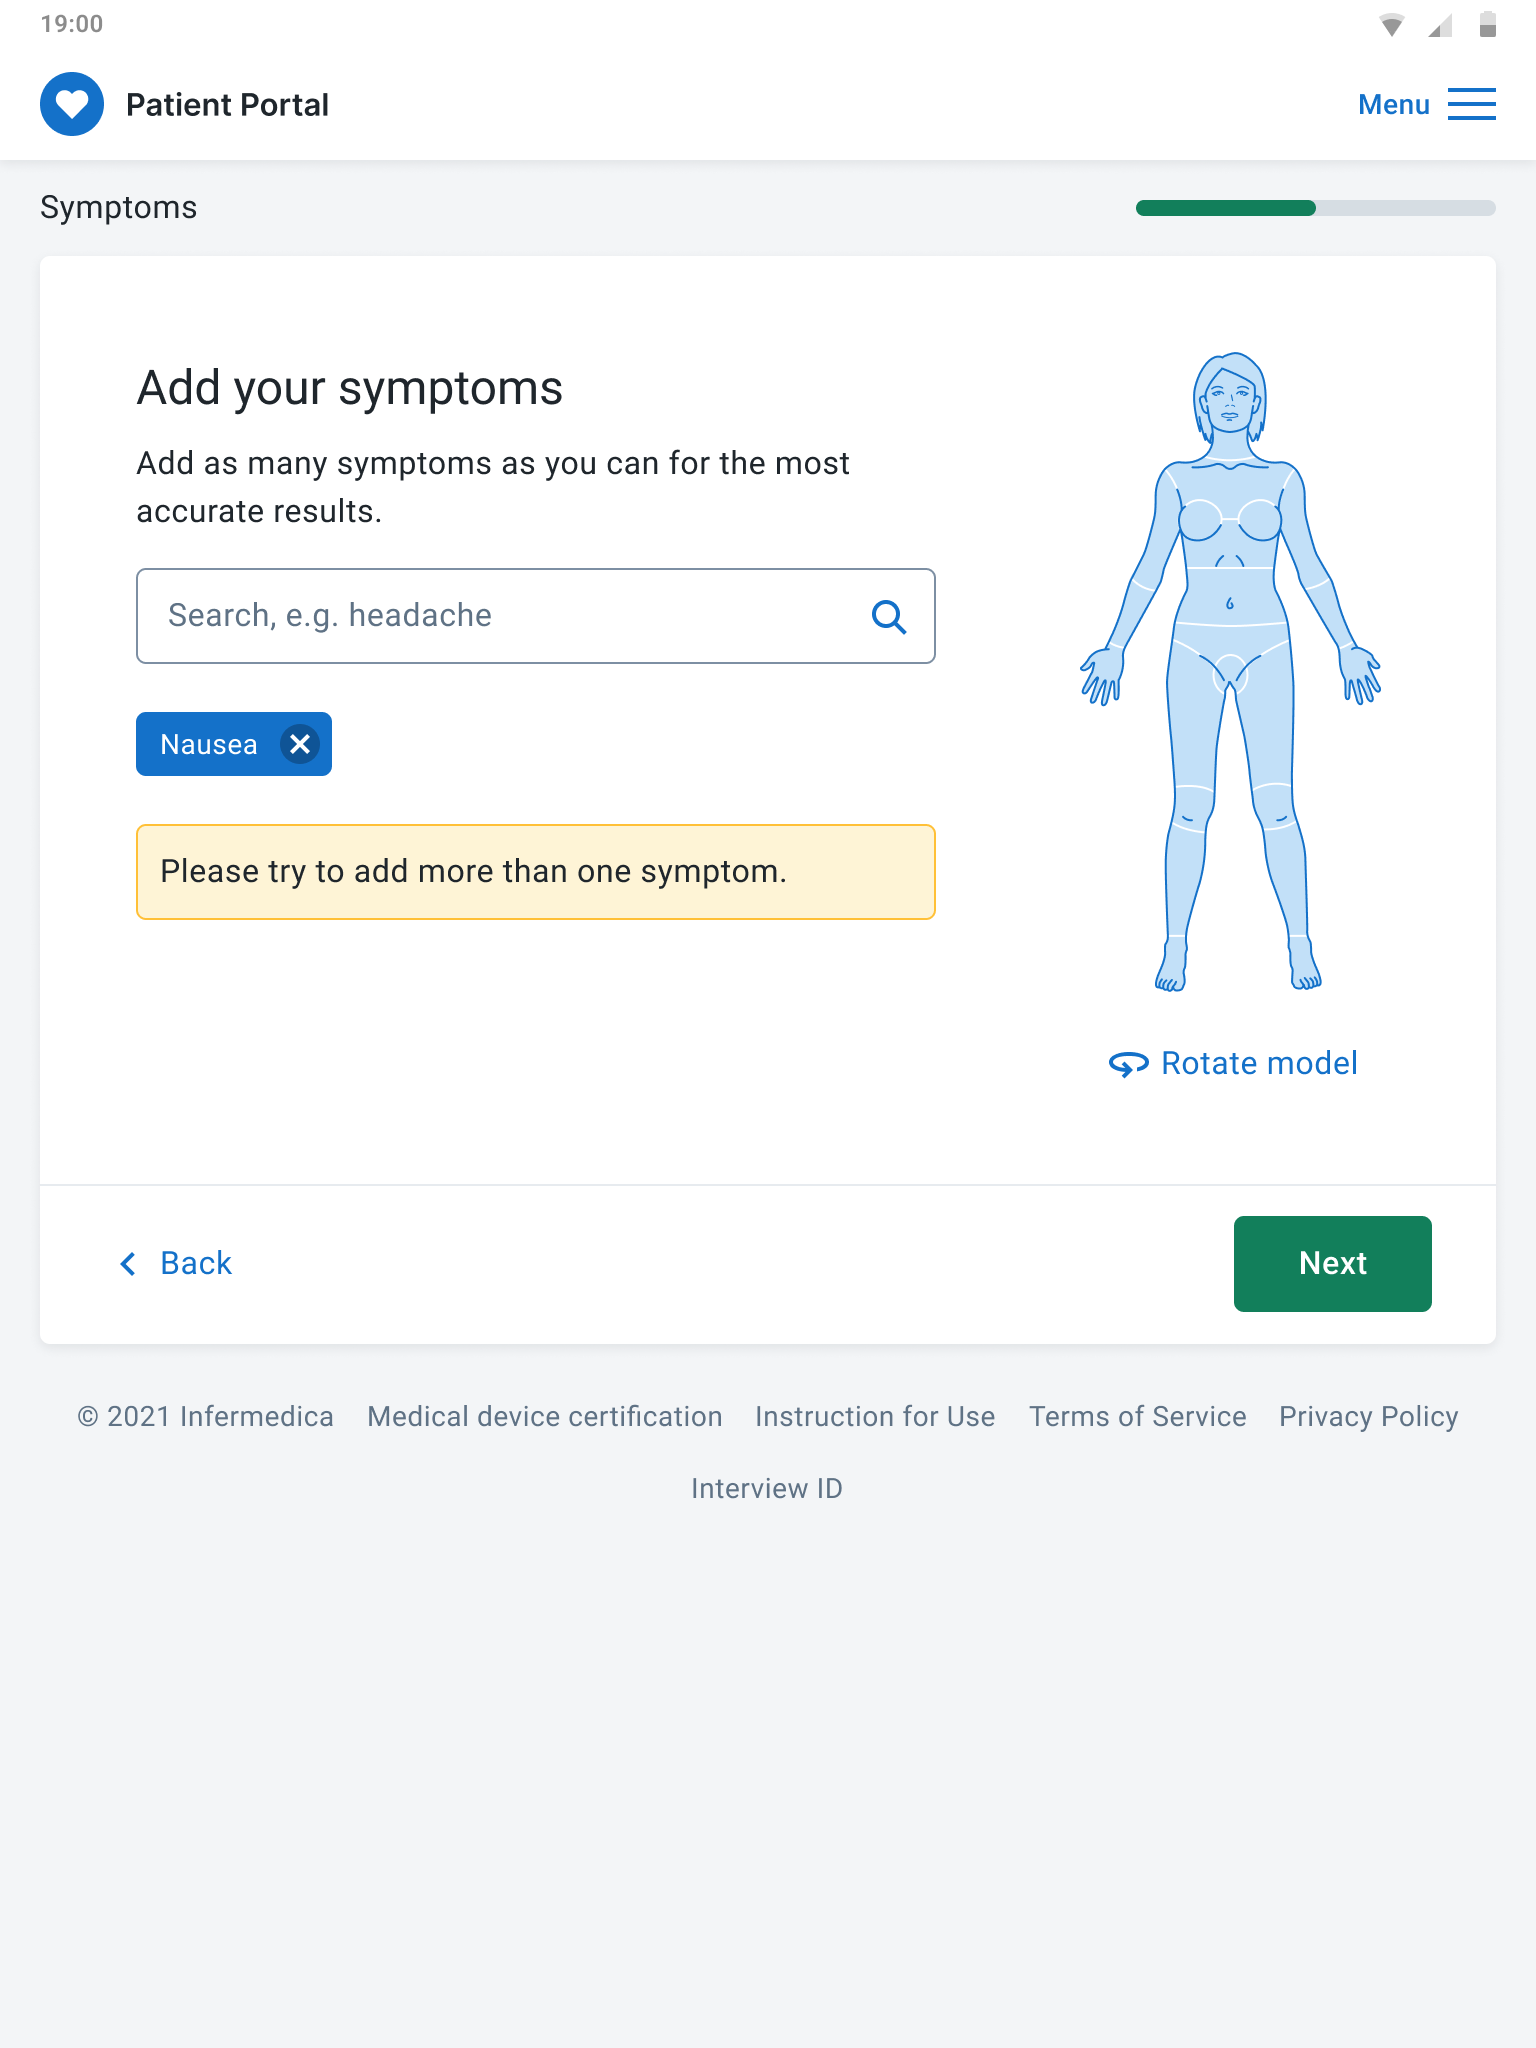 19:00
Patient Portal
Menu
Symptoms
Add your symptoms
Add as many symptoms as you can for the most
accurate results.
Search, e.g. headache
Nausea
Please try to add more than one symptom.
Rotate model
Back
Next
© 2021 Infermedica Medical device certification Instruction for Use Terms of Service Privacy Policy
Interview ID